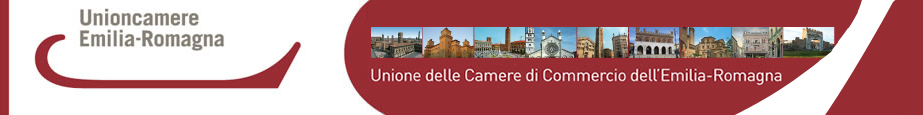 Unioncamere
Emilia-Romagna
Unione delle Camere di Commercio dell'Emilia-Romagna